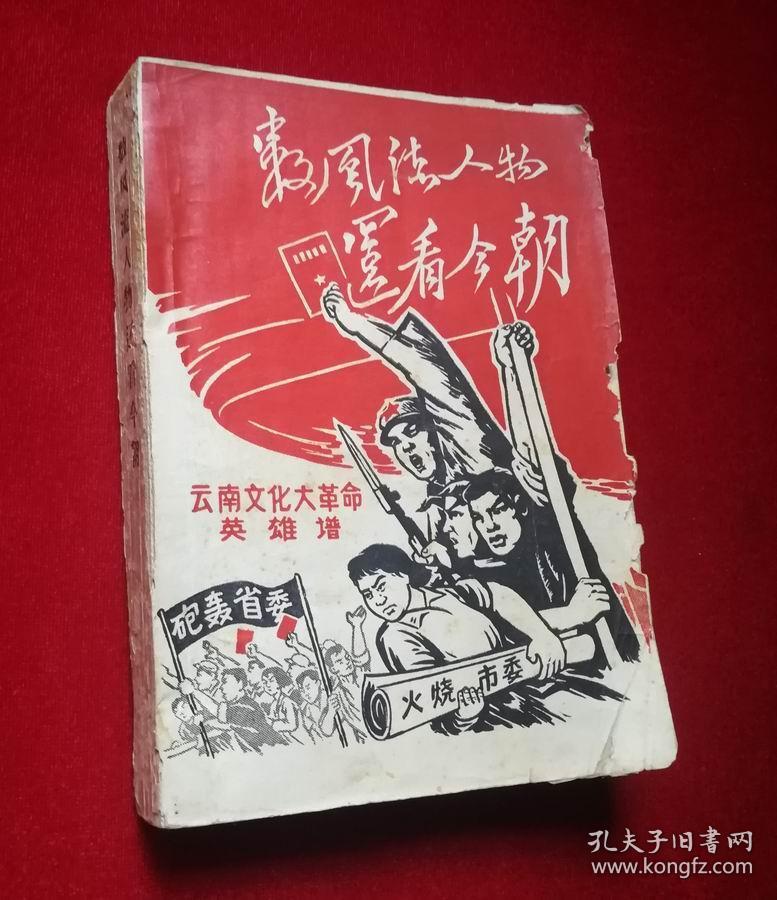 数风流人物
还看今朝
云南文化大革命
英雄谱
砲轰省委
火烧市委
孔夫子旧書网
www.kongfz.com